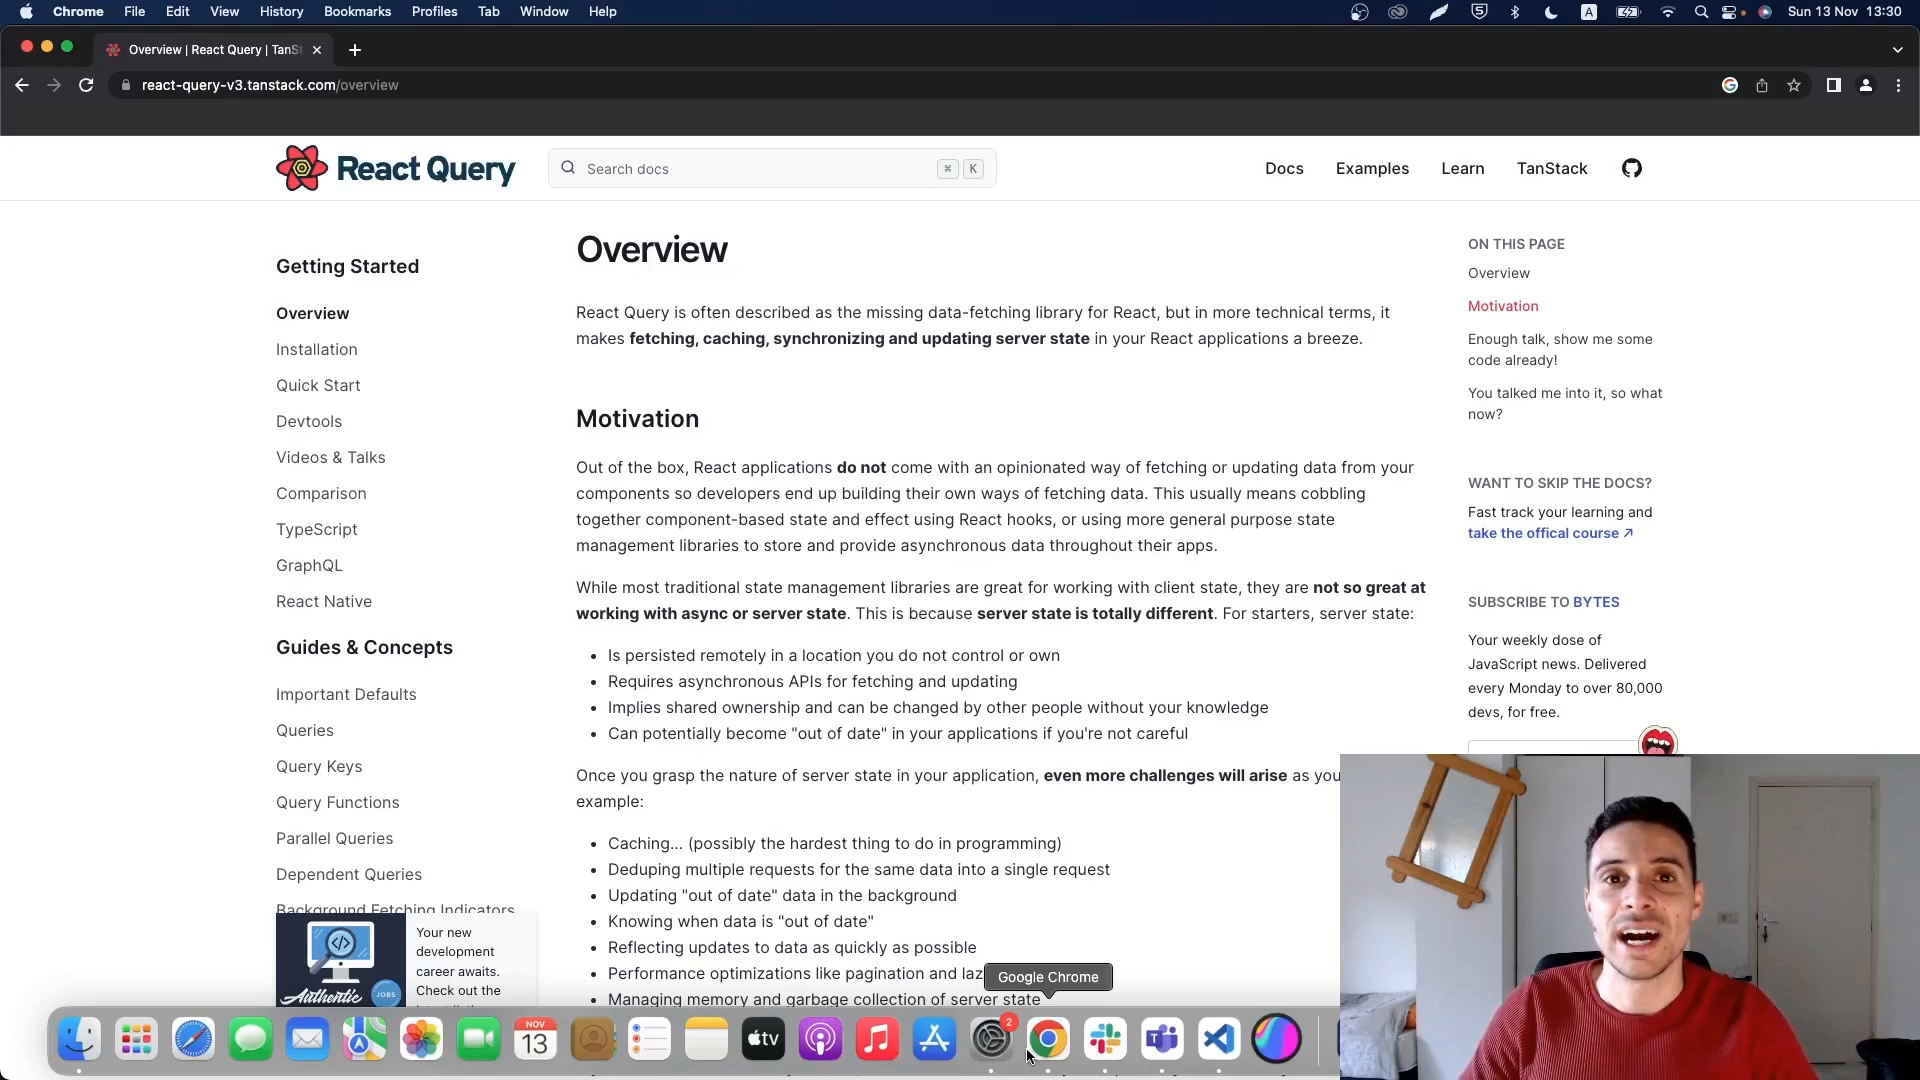 Chrome File Edit View History Bookmarks Profiles Tab Window Help
A
Sun 13 Nov 13:30
Overview | React Query | TanS
react-query-v3.tanstack.com/overview
React Query
Search docs
⌘ K
Docs Examples Learn TanStack
Getting Started
Overview
Installation
Quick Start
Devtools
Videos & Talks
Comparison
TypeScript
GraphQL
React Native
Guides & Concepts
Important Defaults
Queries
Query Keys
Query Functions
Parallel Queries
Dependent Queries
Background Fetching Indicators
Your new
development
career awaits.
Check out the
Authentic
JOBS
Overview
React Query is often described as the missing data-fetching library for React, but in more technical terms, it
makes fetching, caching, synchronizing and updating server state in your React applications a breeze.
Motivation
Out of the box, React applications do not come with an opinionated way of fetching or updating data from your
components so developers end up building their own ways of fetching data. This usually means cobbling
together component-based state and effect using React hooks, or using more general purpose state
management libraries to store and provide asynchronous data throughout their apps.
While most traditional state management libraries are great for working with client state, they are not so great at
working with async or server state. This is because server state is totally different. For starters, server state:
• Is persisted remotely in a location you do not control or own
• Requires asynchronous APIs for fetching and updating
• Implies shared ownership and can be changed by other people without your knowledge
• Can potentially become "out of date" in your applications if you're not careful
Once you grasp the nature of server state in your application, even more challenges will arise as you
example:
• Caching... (possibly the hardest thing to do in programming)
• Deduping multiple requests for the same data into a single request
• Updating "out of date" data in the background
• Knowing when data is "out of date"
• Reflecting updates to data as quickly as possible
• Performance optimizations like pagination and laz
• Managing memory and garbage collection of server state
ON THIS PAGE
Overview
Motivation
Enough talk, show me some
code already!
You talked me into it, so what
now?
WANT TO SKIP THE DOCS?
Fast track your learning and
take the offical course ↗
SUBSCRIBE TO BYTES
Your weekly dose of
JavaScript news. Delivered
every Monday to over 80,000
devs, for free.
Google Chrome
NOV
13
tv
2